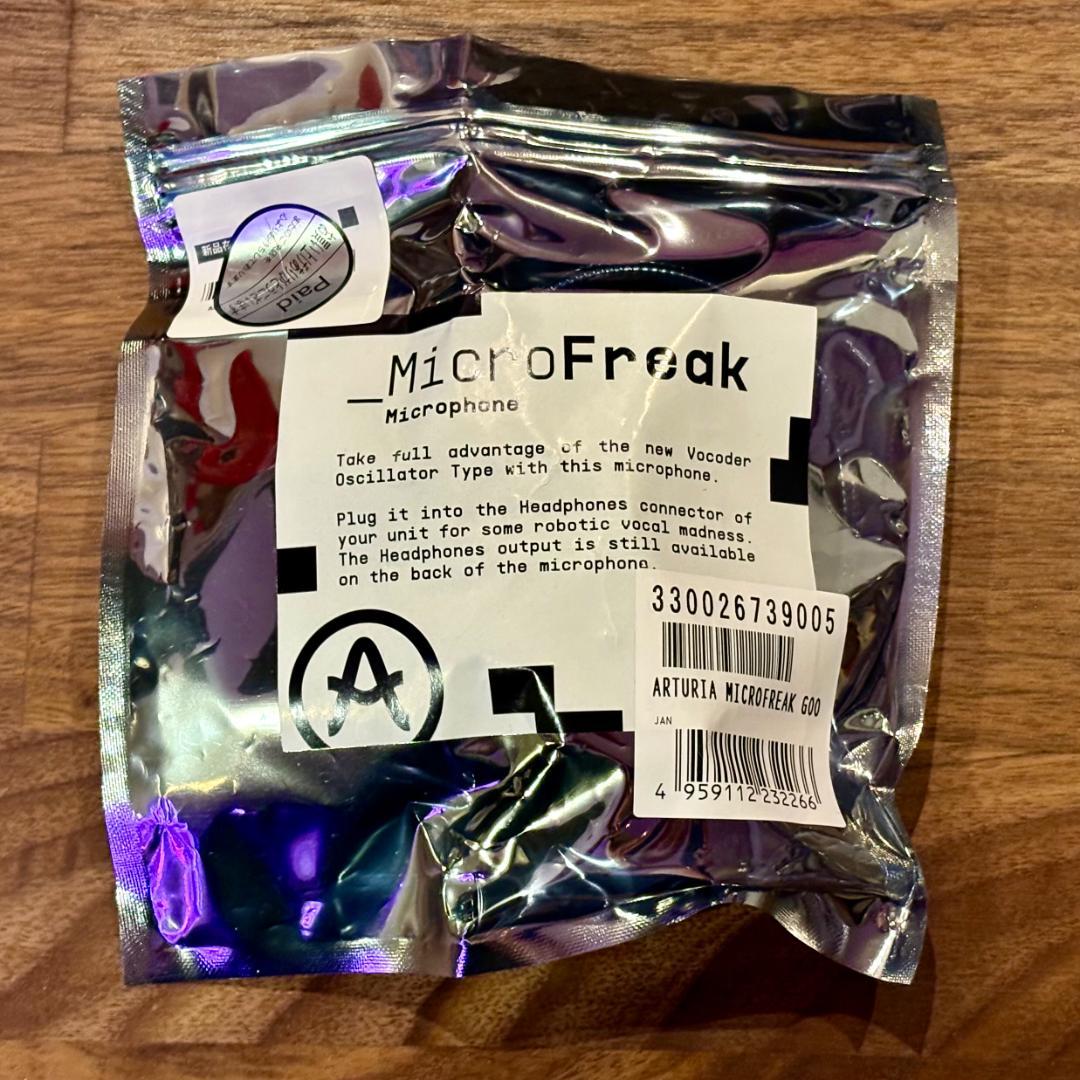 新品
Paid
_MicroFreak
Microphone
Take full advantage of the new Vocoder
Oscillator Type with this microphone.
Plug it into the Headphones connector of
your unit for some robotic vocal madness.
The Headphones output is still available
on the back of the microphone.
330026739005
ARTURIA MICROFREAK GOO
JAN
4 959112 232266